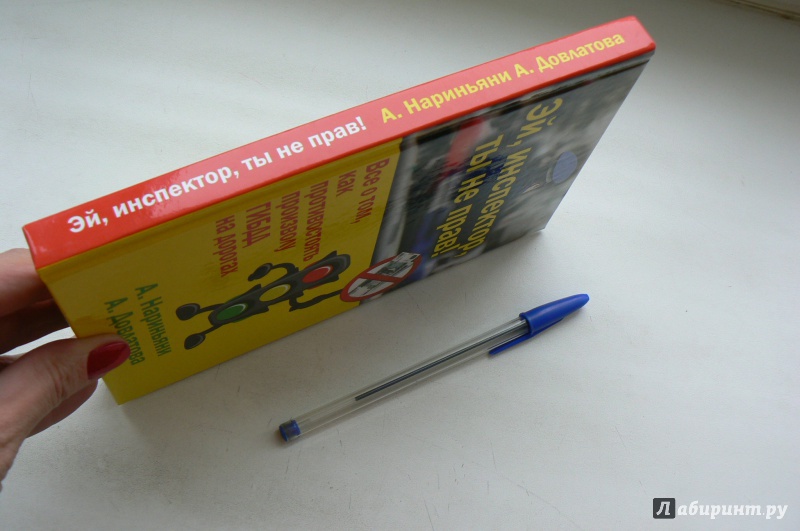 Эй, инспектор, ты не прав! А. Нариньяни А. Довлатова
Эй, инспектор,
ты не прав!
Все о том,
как
противостоять
произволу
ГИБДД
на дорогах
А. Нариньяни
А. Довлатова
Лабиринт.ру